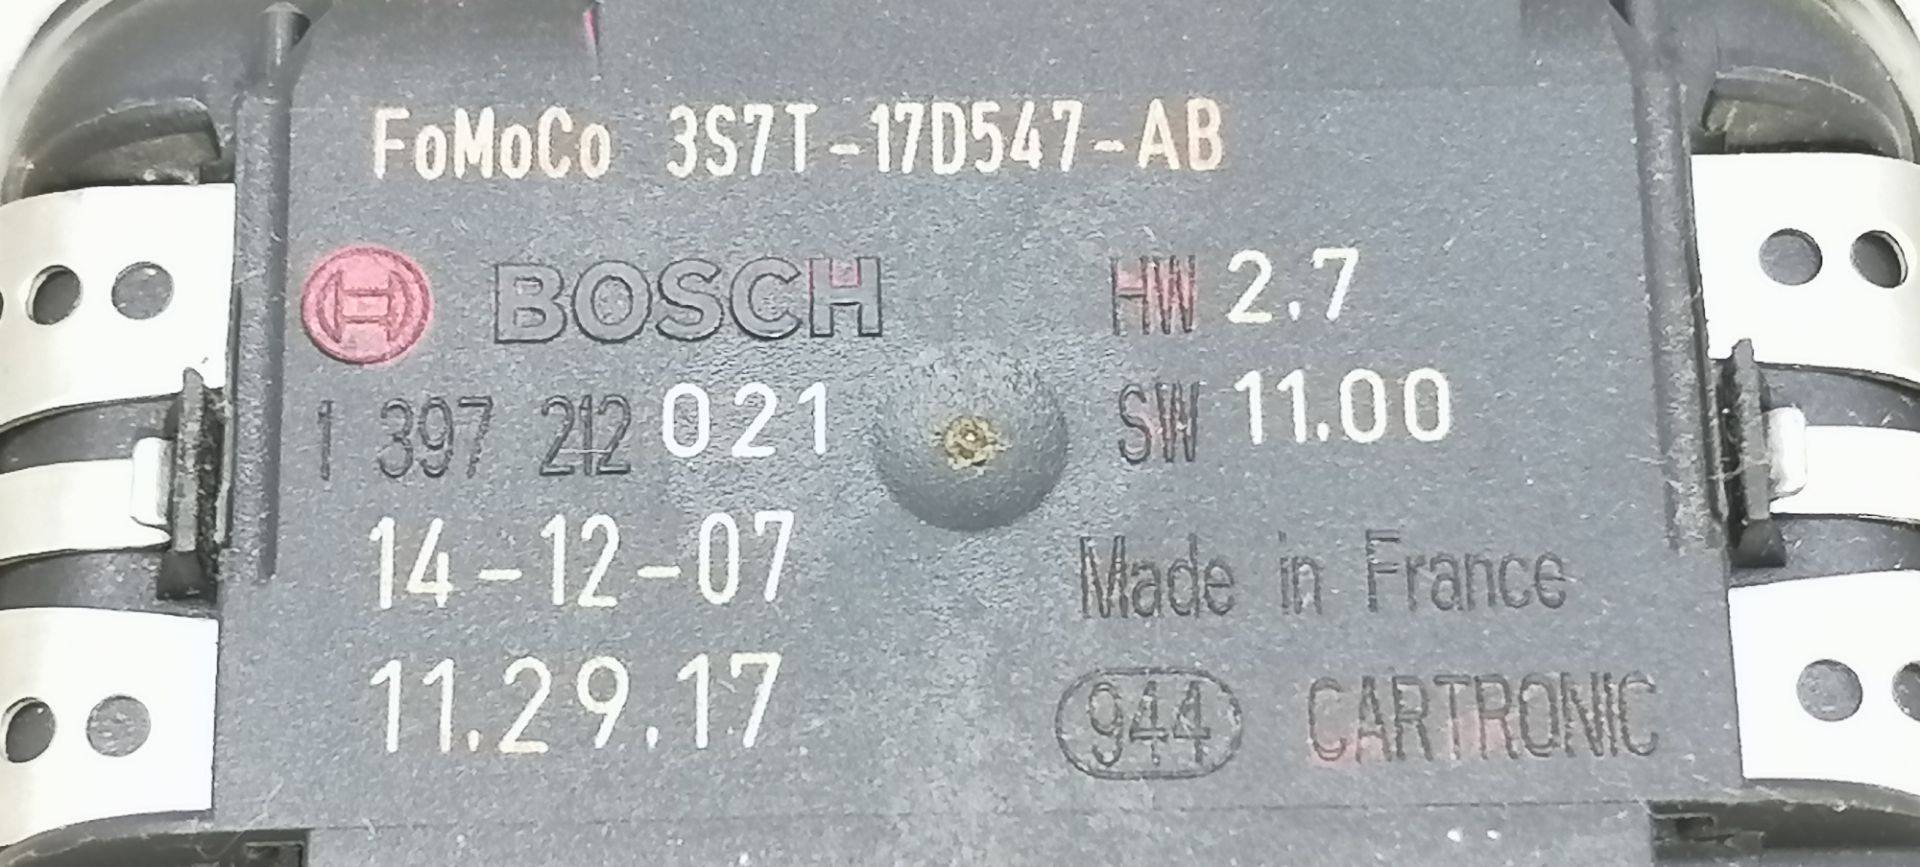 FoMoCo 3S7T-17D547-AB
BOSCH HW 2.7
1 397 212 021 SW 11.00
14-12-07 Made in France
11.29.17 944 CARTRONIC